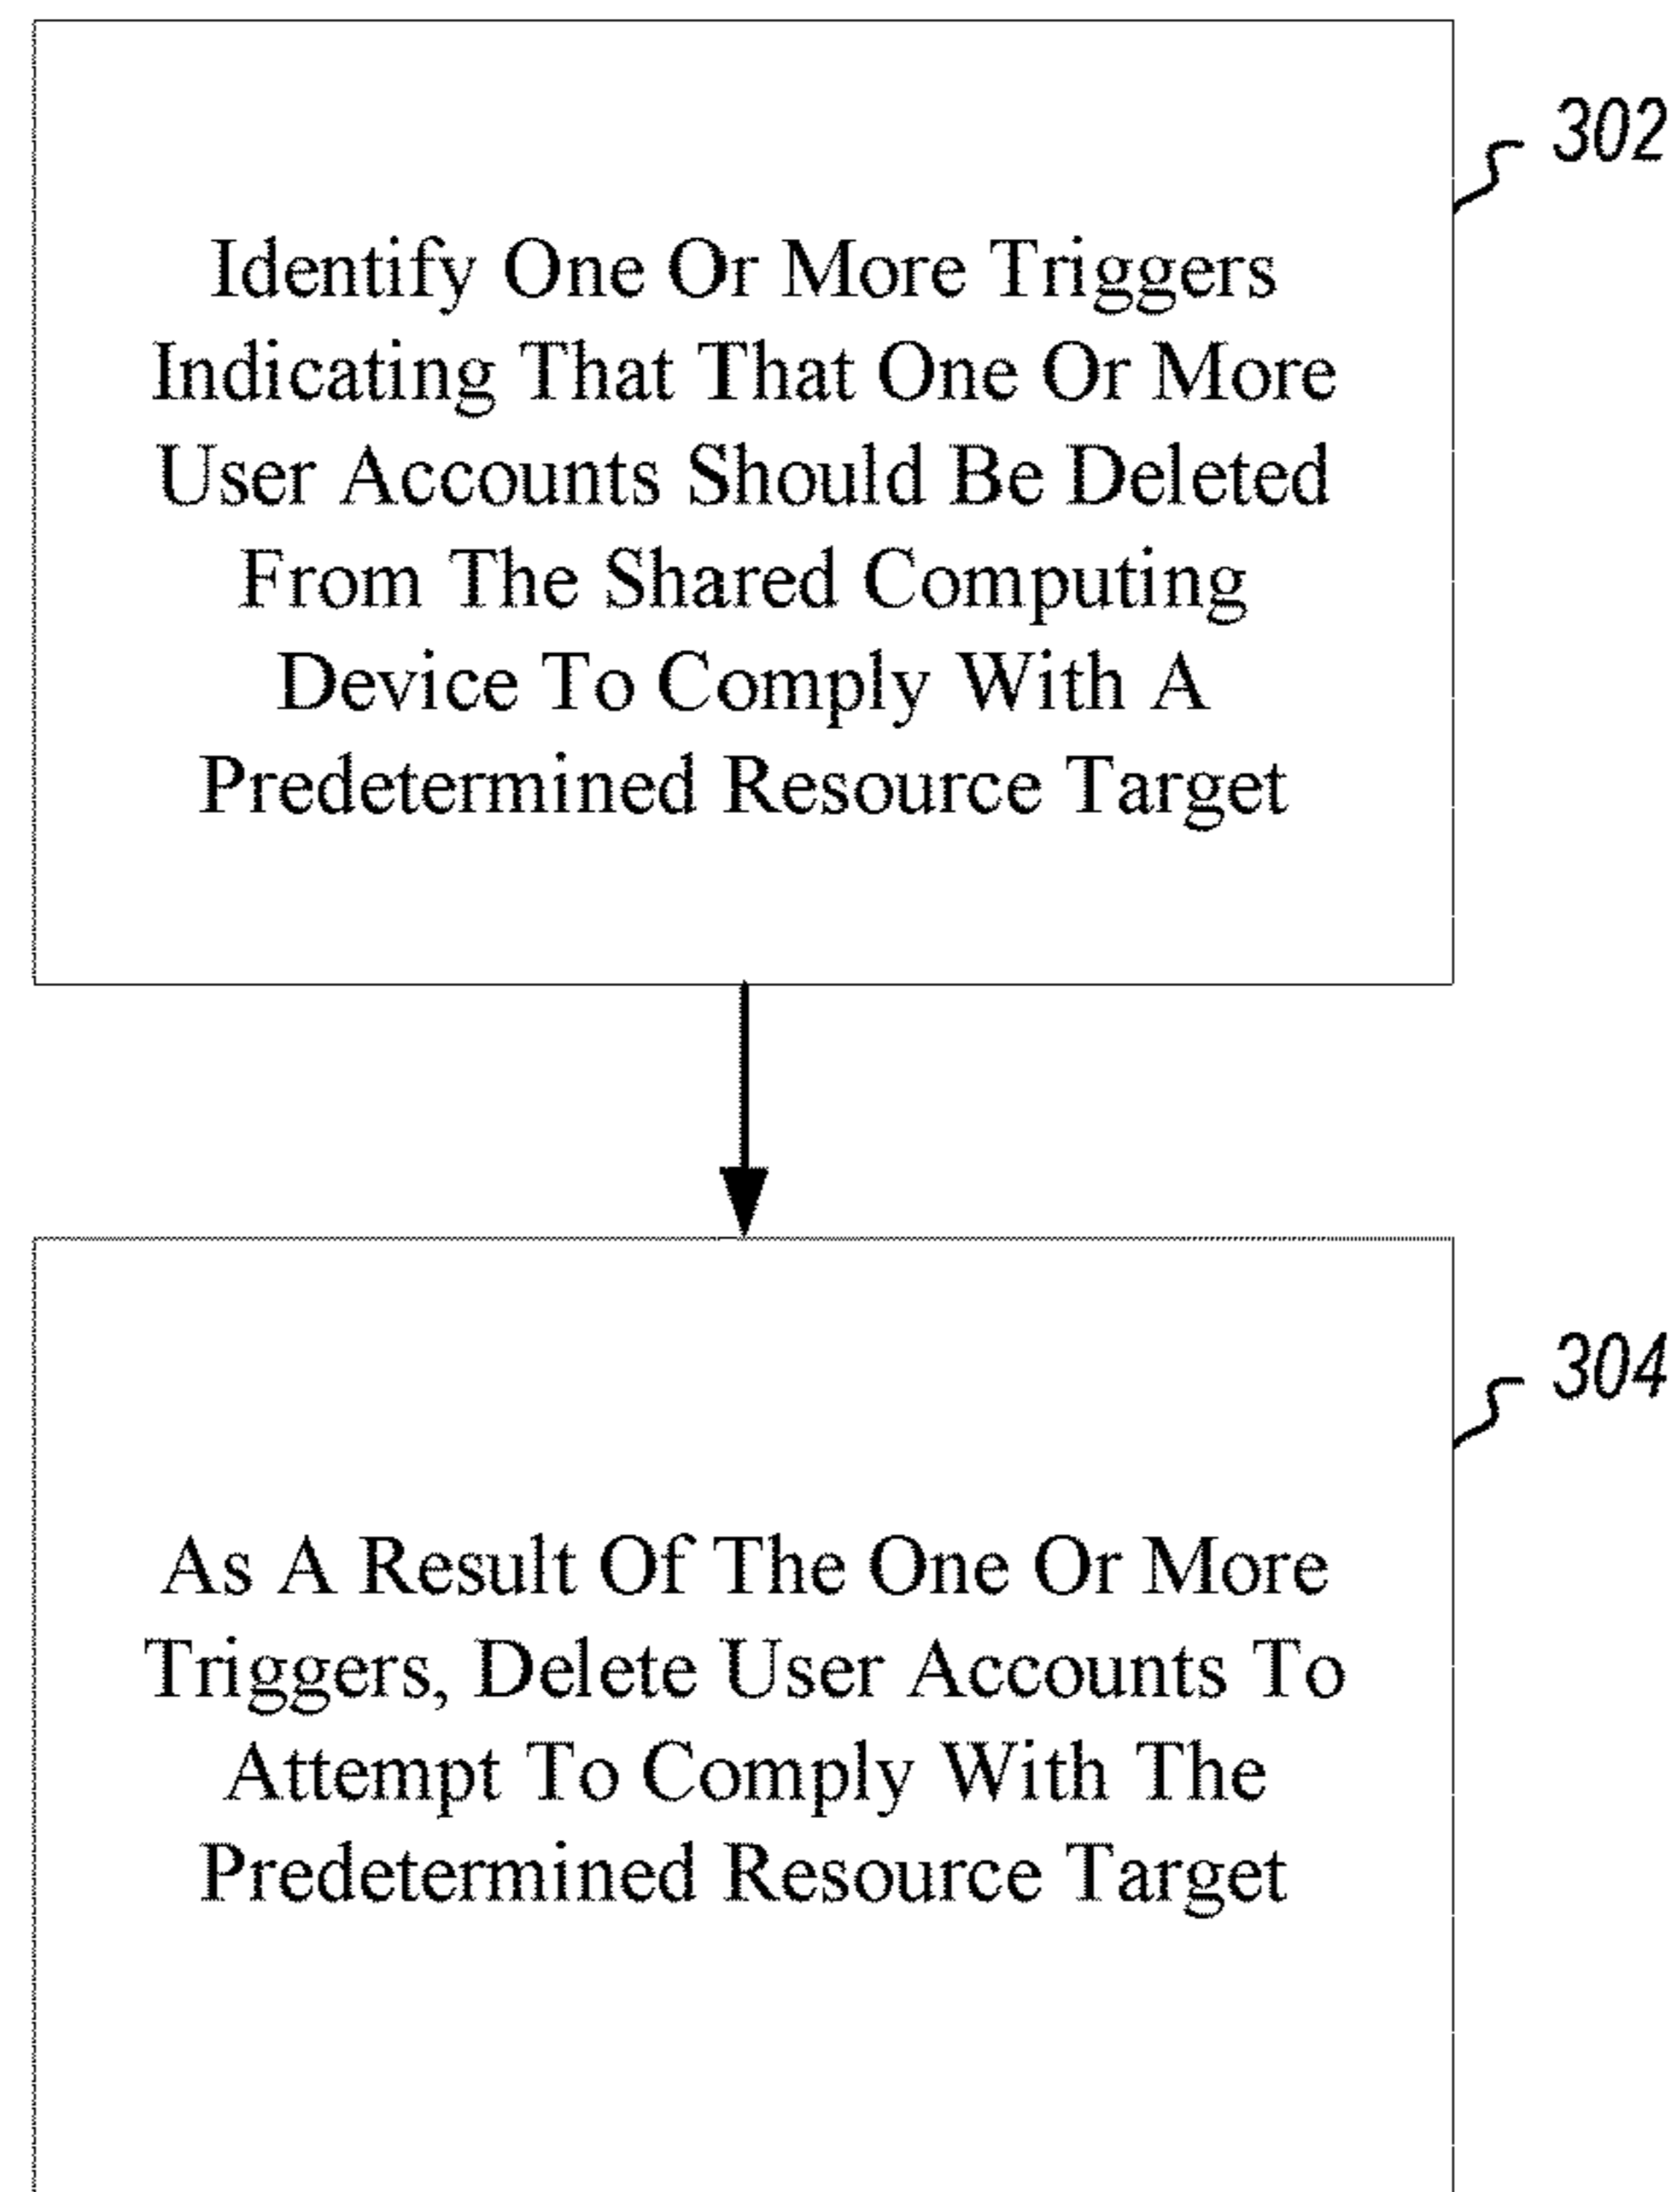 302
Identify One Or More Triggers
Indicating That That One Or More
User Accounts Should Be Deleted
From The Shared Computing
Device To Comply With A
Predetermined Resource Target
304
As A Result Of The One Or More
Triggers, Delete User Accounts To
Attempt To Comply With The
Predetermined Resource Target